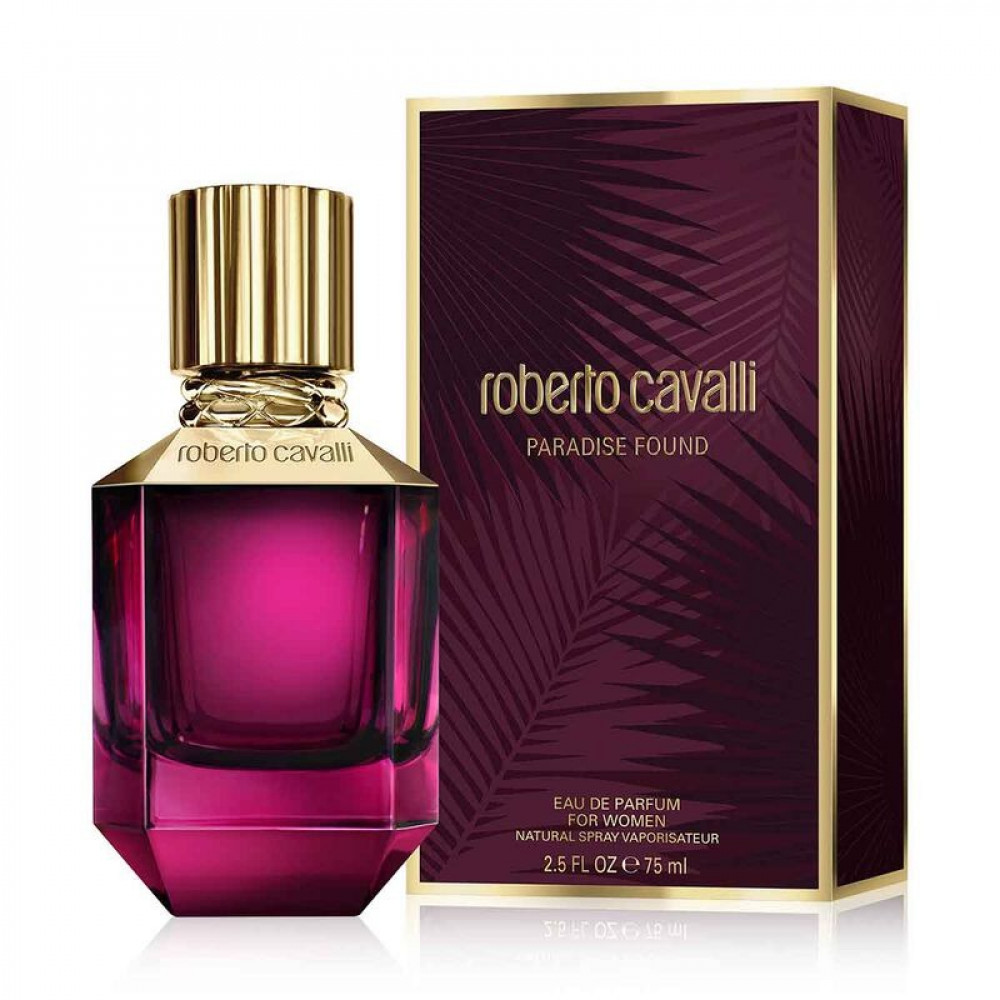 roberto cavalli
roberto cavalli
PARADISE FOUND
EAU DE PARFUM
FOR WOMEN
NATURAL SPRAY VAPORISATEUR
2.5 FL OZ ℮ 75 ml